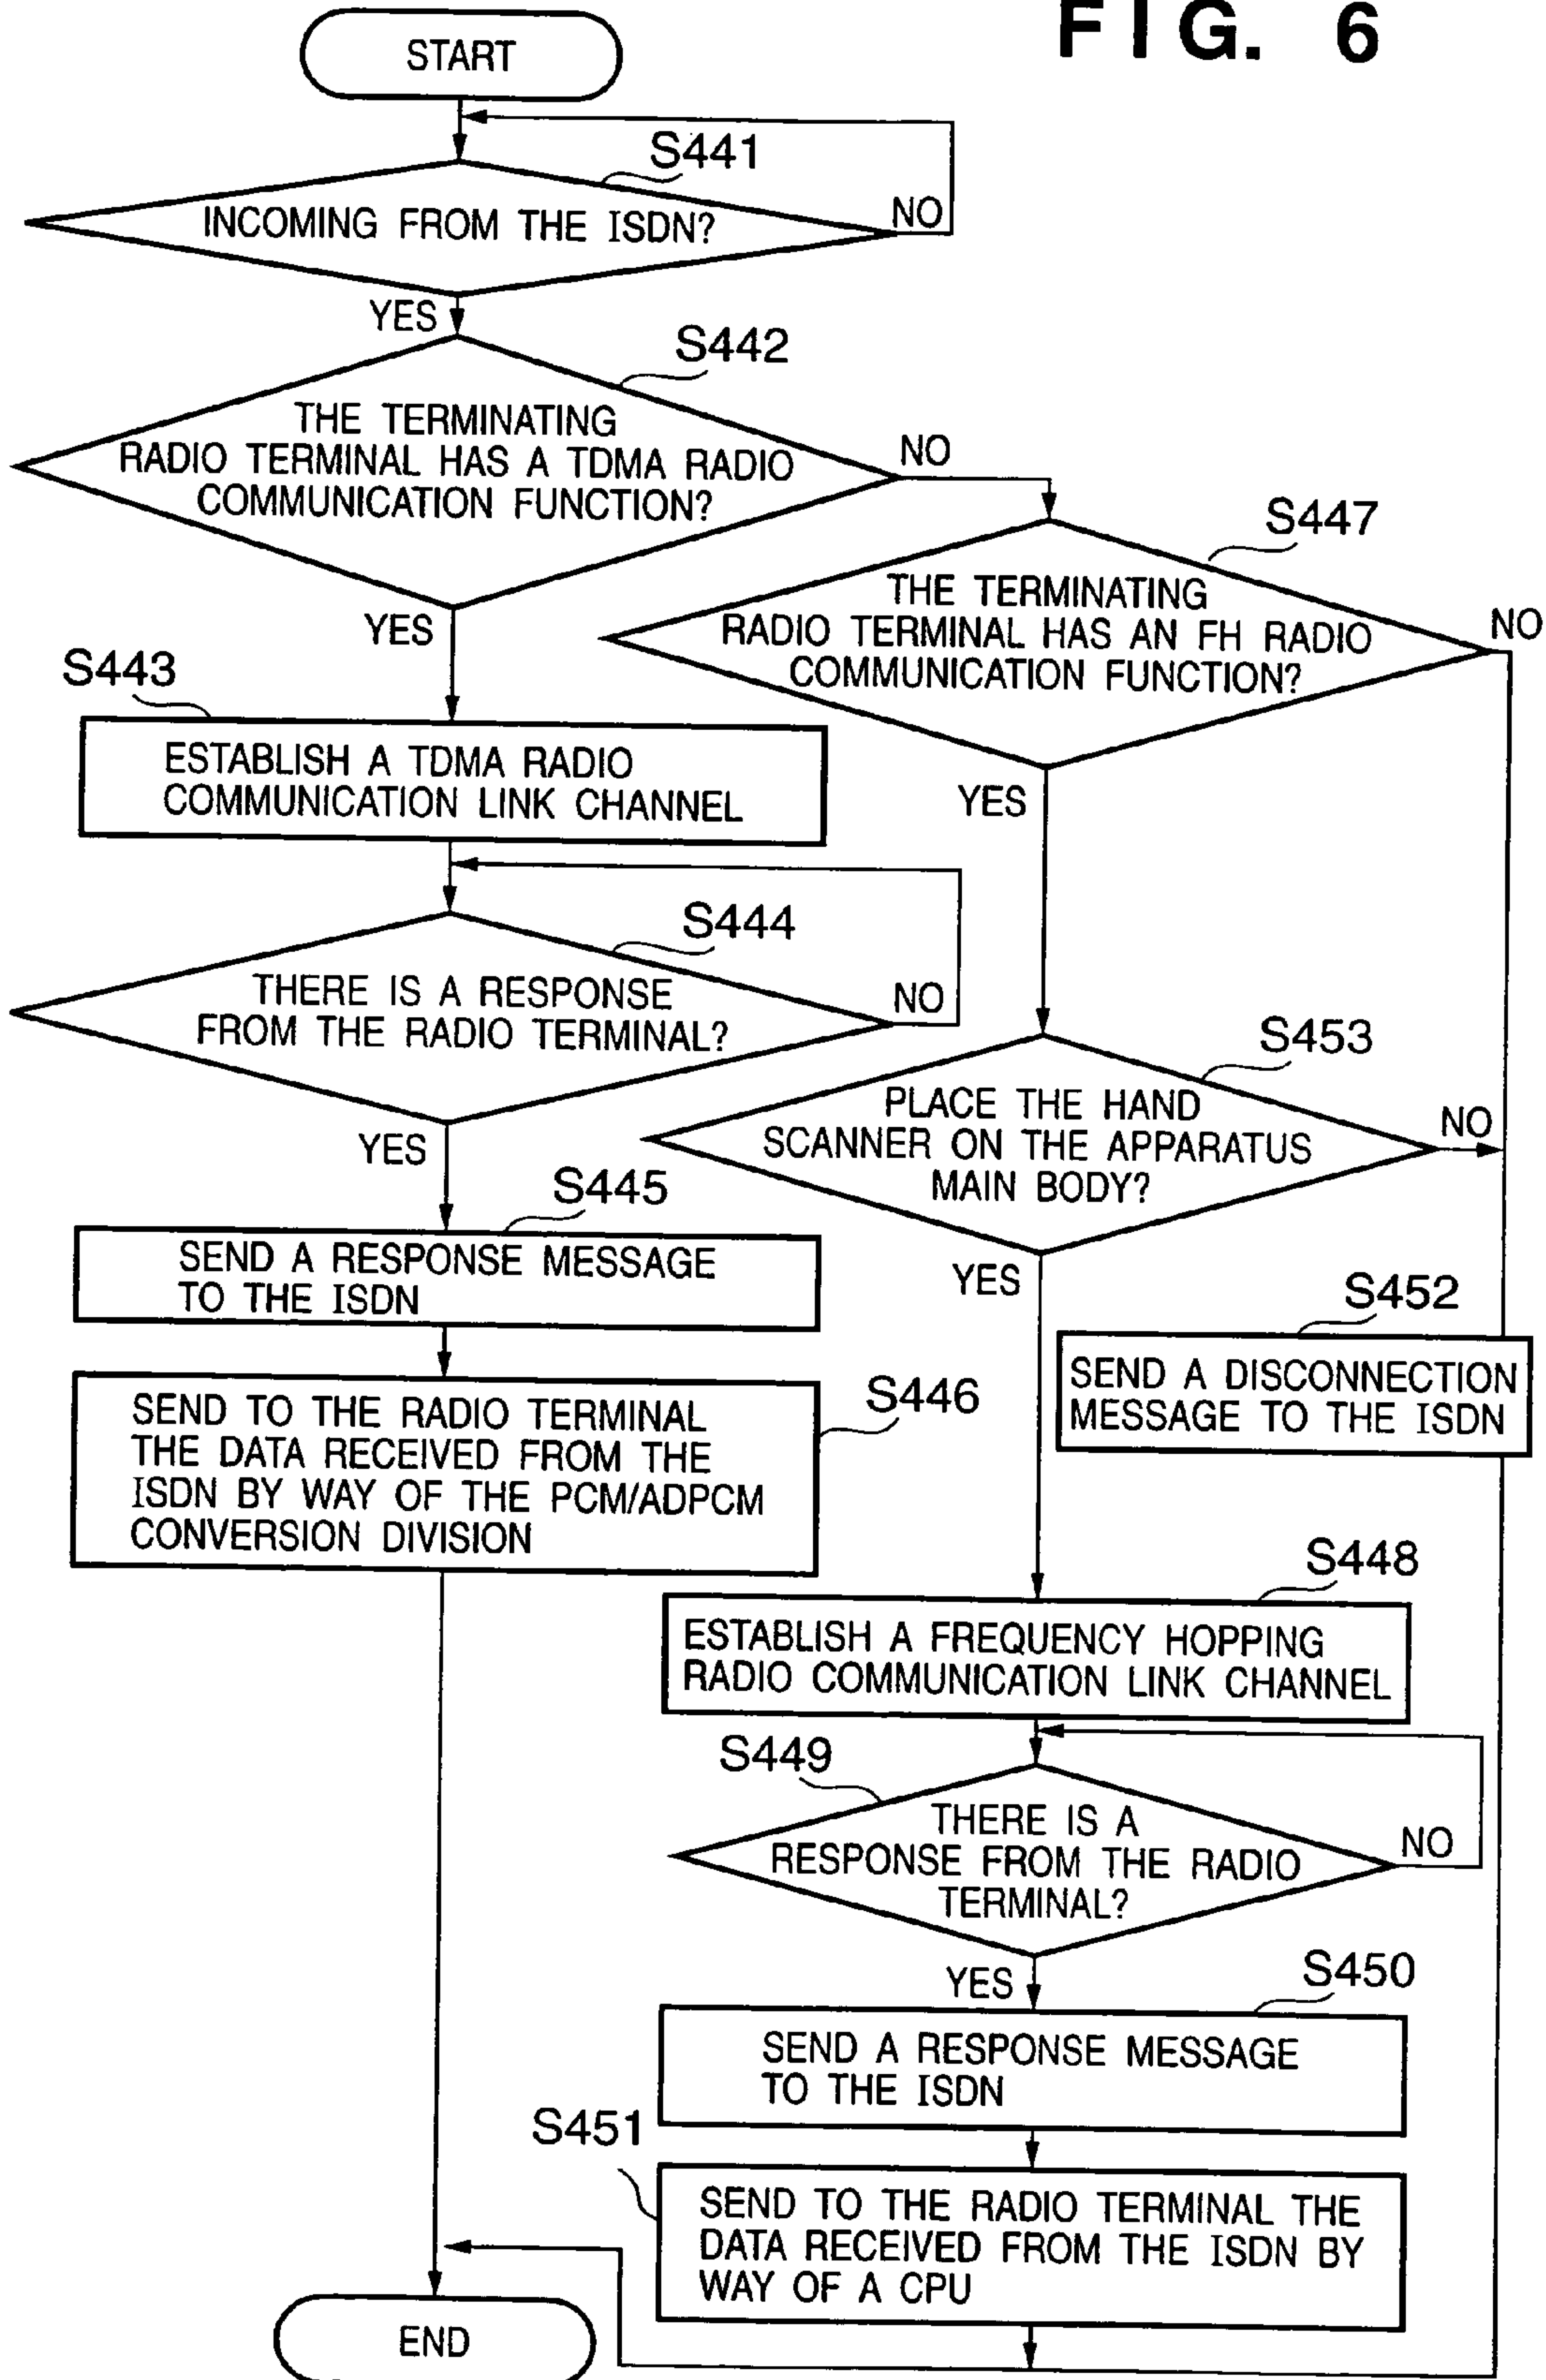 FIG. 6
START
S441
INCOMING FROM THE ISDN?
NO
YES
S442
THE TERMINATING
RADIO TERMINAL HAS A TDMA RADIO
COMMUNICATION FUNCTION?
NO
YES
S447
THE TERMINATING
RADIO TERMINAL HAS AN FH RADIO
COMMUNICATION FUNCTION?
NO
YES
S443
ESTABLISH A TDMA RADIO
COMMUNICATION LINK CHANNEL
S444
THERE IS A RESPONSE
FROM THE RADIO TERMINAL?
NO
YES
S453
PLACE THE HAND
SCANNER ON THE APPARATUS
MAIN BODY?
NO
YES
S445
SEND A RESPONSE MESSAGE
TO THE ISDN
S452
SEND A DISCONNECTION
MESSAGE TO THE ISDN
S446
SEND TO THE RADIO TERMINAL
THE DATA RECEIVED FROM THE
ISDN BY WAY OF THE PCM/ADPCM
CONVERSION DIVISION
S448
ESTABLISH A FREQUENCY HOPPING
RADIO COMMUNICATION LINK CHANNEL
S449
THERE IS A
RESPONSE FROM THE RADIO
TERMINAL?
NO
YES
S450
SEND A RESPONSE MESSAGE
TO THE ISDN
S451
SEND TO THE RADIO TERMINAL THE
DATA RECEIVED FROM THE ISDN BY
WAY OF A CPU
END